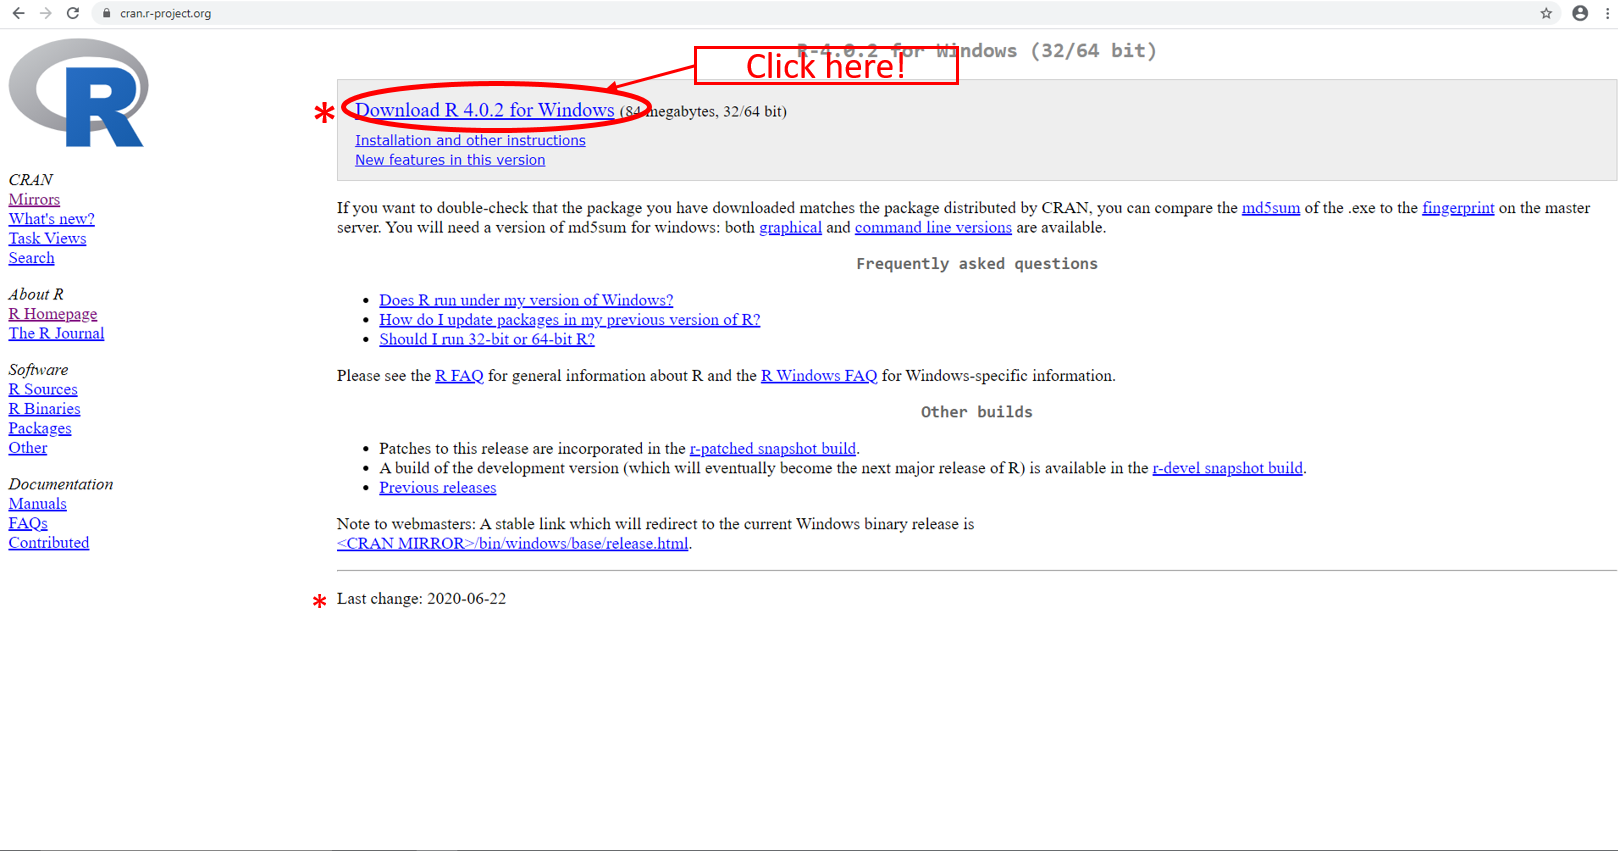 cran.r-project.org
R
R-4.0.2 for Windows (32/64 bit)
Click here!
* Download R 4.0.2 for Windows (84 megabytes, 32/64 bit)
Installation and other instructions
New features in this version
CRAN
Mirrors
What's new?
Task Views
Search
About R
R Homepage
The R Journal
Software
R Sources
R Binaries
Packages
Other
Documentation
Manuals
FAQs
Contributed
If you want to double-check that the package you have downloaded matches the package distributed by CRAN, you can compare the md5sum of the .exe to the fingerprint on the master
server. You will need a version of md5sum for windows: both graphical and command line versions are available.
Frequently asked questions
• Does R run under my version of Windows?
• How do I update packages in my previous version of R?
• Should I run 32-bit or 64-bit R?
Please see the R FAQ for general information about R and the R Windows FAQ for Windows-specific information.
Other builds
• Patches to this release are incorporated in the r-patched snapshot build.
• A build of the development version (which will eventually become the next major release of R) is available in the r-devel snapshot build.
• Previous releases
Note to webmasters: A stable link which will redirect to the current Windows binary release is
<CRAN MIRROR>/bin/windows/base/release.html.
* Last change: 2020-06-22